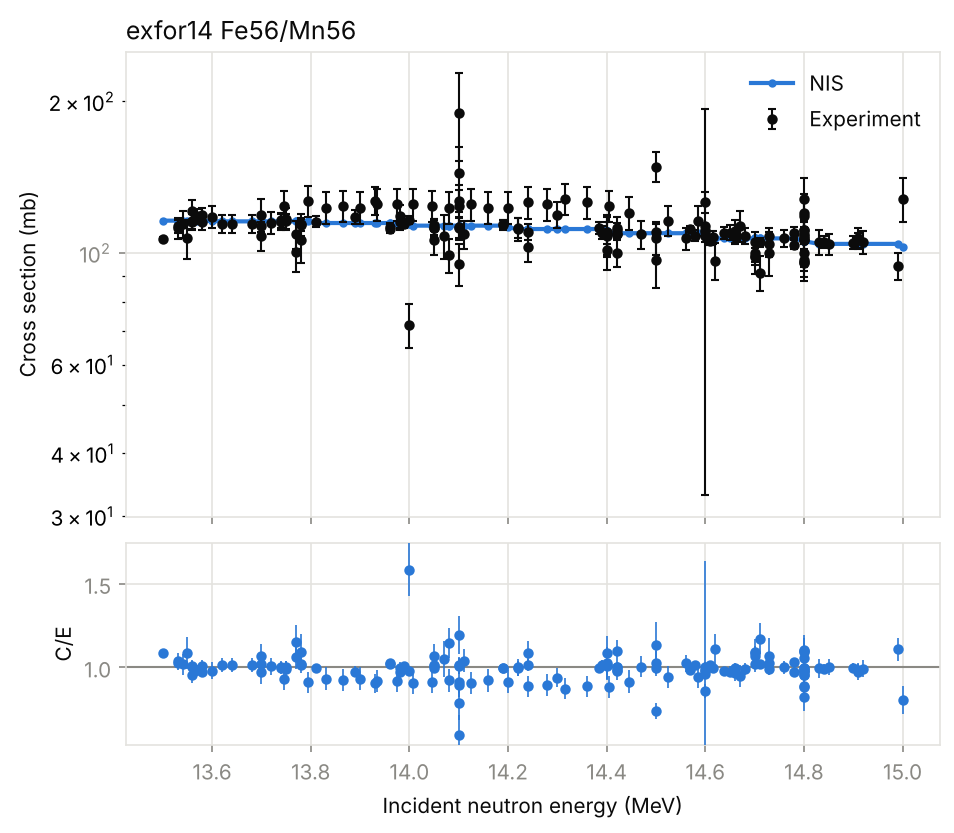 exfor14 Fe56/Mn56
2 × 10²
10²
6 × 10¹
4 × 10¹
3 × 10¹
Cross section (mb)
NIS
Experiment
1.5
1.0
C/E
13.6 13.8 14.0 14.2 14.4 14.6 14.8 15.0
Incident neutron energy (MeV)